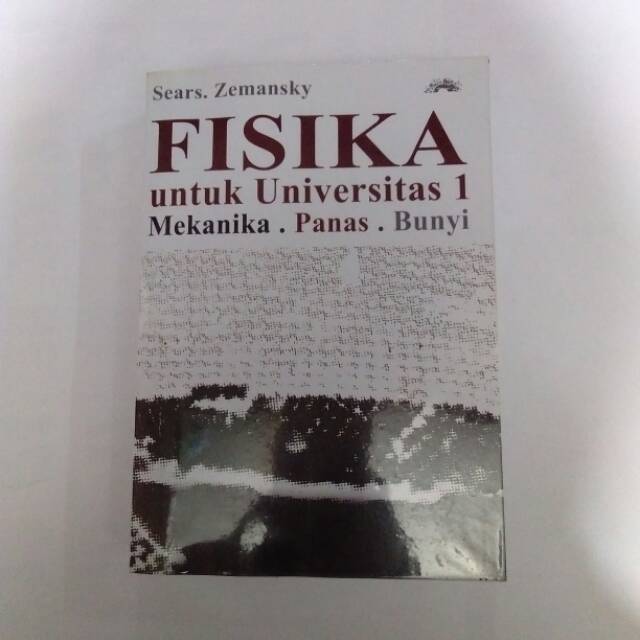 Sears. Zemansky
FISIKA
untuk Universitas 1
Mekanika . Panas . Bunyi